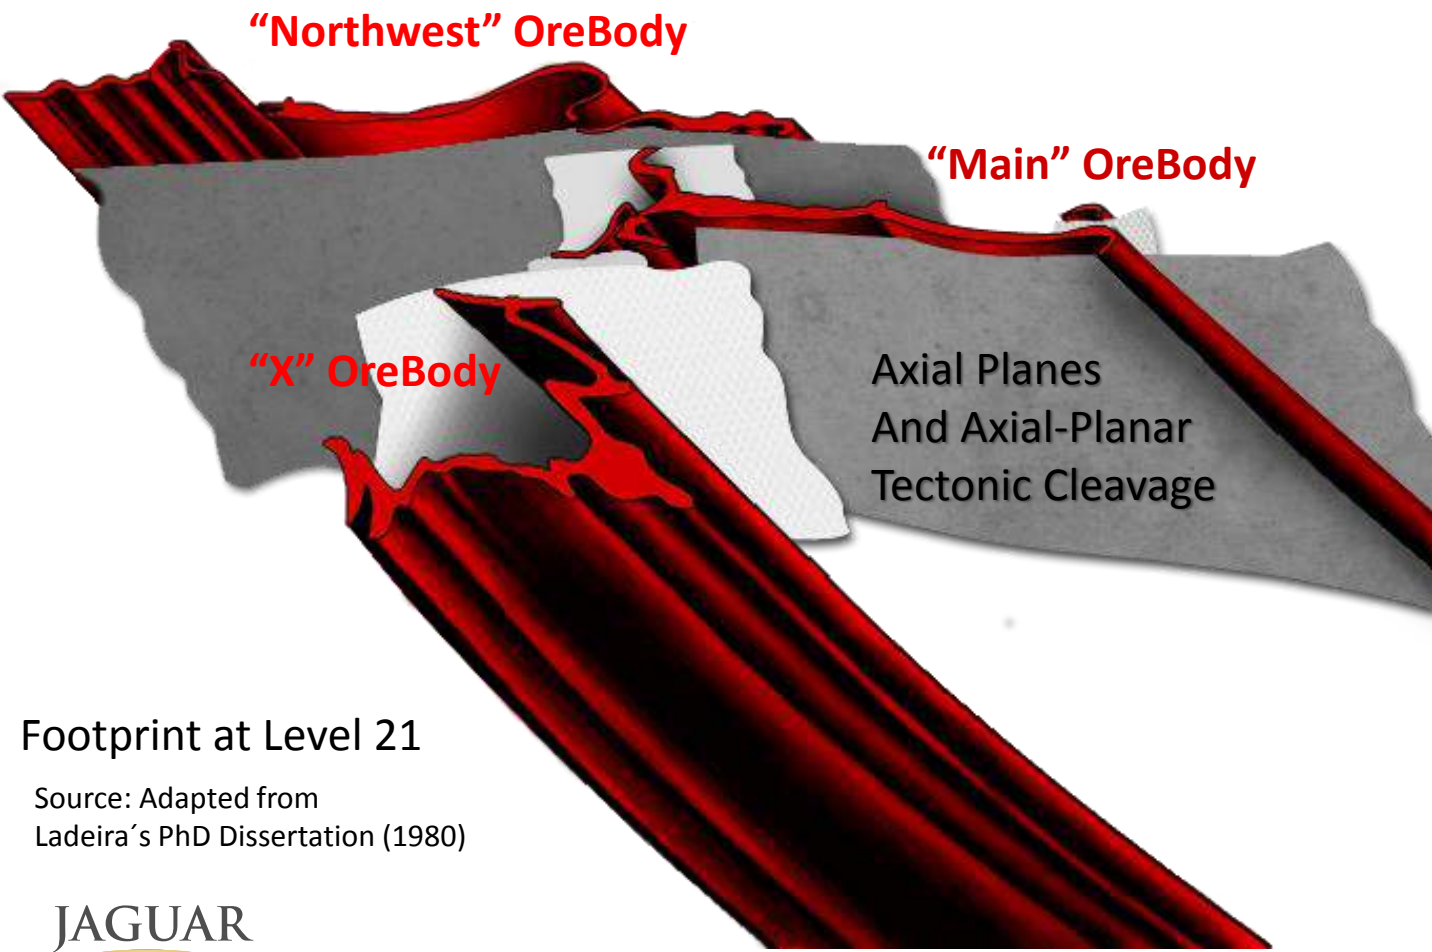 “Northwest” OreBody
“Main” OreBody
“X” OreBody
Axial Planes
And Axial-Planar
Tectonic Cleavage
Footprint at Level 21
Source: Adapted from
Ladeira´s PhD Dissertation (1980)
JAGUAR